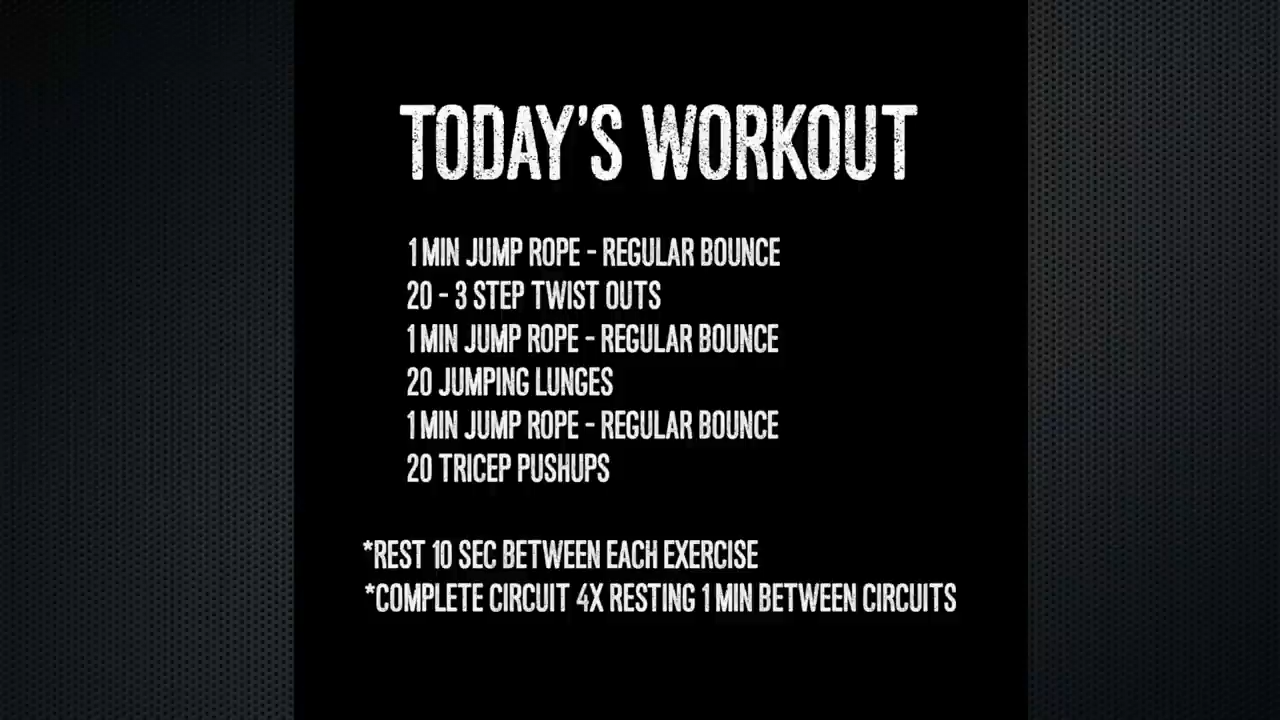 TODAY'S WORKOUT
1 MIN JUMP ROPE - REGULAR BOUNCE
20 - 3 STEP TWIST OUTS
1 MIN JUMP ROPE - REGULAR BOUNCE
20 JUMPING LUNGES
1 MIN JUMP ROPE - REGULAR BOUNCE
20 TRICEP PUSHUPS
*REST 10 SEC BETWEEN EACH EXERCISE
*COMPLETE CIRCUIT 4X RESTING 1 MIN BETWEEN CIRCUITS